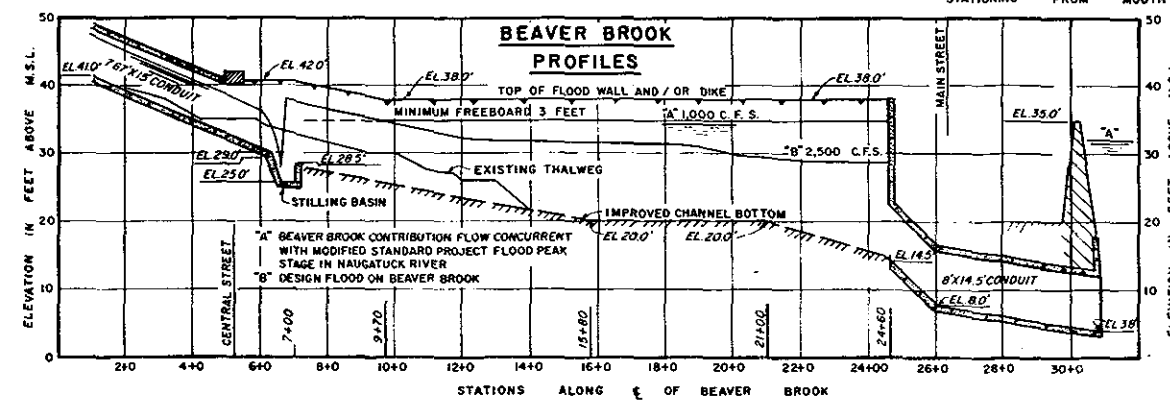 STATIONING FROM MOUTH
BEAVER BROOK
PROFILES
ELEVATION IN FEET ABOVE M.S.L.
50
40
30
20
10
0
EL.41.0'
7.67'X15' CONDUIT
EL.42.0'
EL.38.0'
EL.38.0'
TOP OF FLOOD WALL AND / OR DIKE
MINIMUM FREEBOARD 3 FEET
"A" 1,000 C.F.S.
"B" 2,500 C.F.S.
MAIN STREET
EL.35.0'
"A"
EL.29.0'
EL.25.0'
EL.28.5'
EXISTING THALWEG
STILLING BASIN
IMPROVED CHANNEL BOTTOM
EL.20.0'
EL.20.0'
"A" BEAVER BROOK CONTRIBUTION FLOW CONCURRENT
WITH MODIFIED STANDARD PROJECT FLOOD PEAK
STAGE IN NAUGATUCK RIVER
"B" DESIGN FLOOD ON BEAVER BROOK
EL.14.5'
8'X14.5' CONDUIT
EL.8.0'
EL.3.8'
CENTRAL STREET
7+00
9+70
15+80
21+00
24+60
50
40
30
20
10
0
2+0
4+0
6+0
8+0
10+0
12+0
14+0
16+0
18+0
20+0
22+0
24+00
26+0
28+0
30+0
STATIONS ALONG ℄ OF BEAVER BROOK